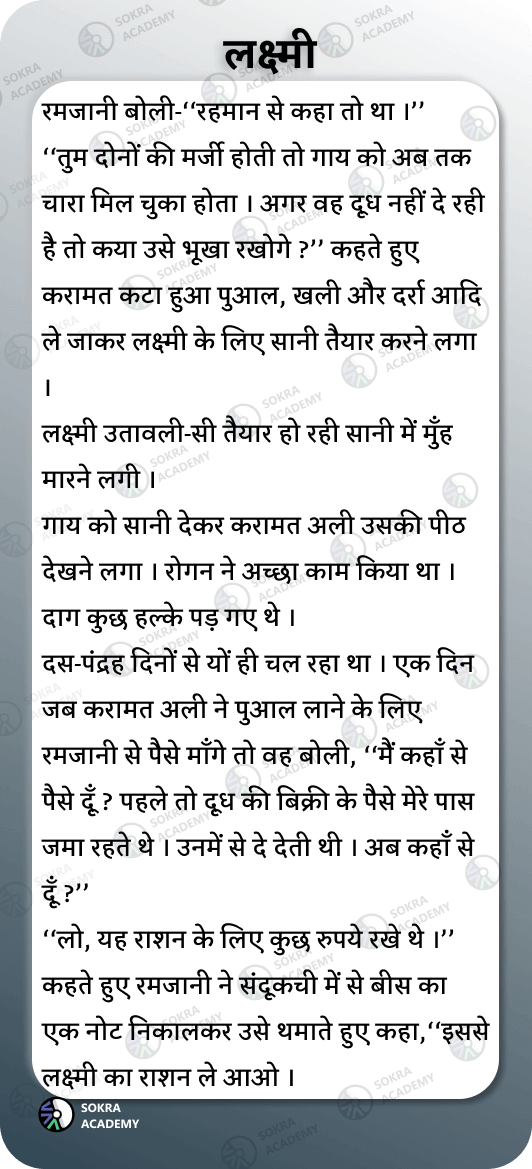 लक्ष्मी
रमजानी बोली-‘‘रहमान से कहा तो था ।’’
‘‘तुम दोनों की मर्जी होती तो गाय को अब तक
चारा मिल चुका होता । अगर वह दूध नहीं दे रही
है तो कया उसे भूखा रखोगे ?’’ कहते हुए
करामत कटा हुआ पुआल, खली और दर्रा आदि
ले जाकर लक्ष्मी के लिए सानी तैयार करने लगा
।
लक्ष्मी उतावली-सी तैयार हो रही सानी में मुँह
मारने लगी ।
गाय को सानी देकर करामत अली उसकी पीठ
देखने लगा । रोगन ने अच्छा काम किया था ।
दाग कुछ हल्के पड़ गए थे ।
दस-पंद्रह दिनों से यों ही चल रहा था । एक दिन
जब करामत अली ने पुआल लाने के लिए
रमजानी से पैसे माँगे तो वह बोली, ‘‘मैं कहाँ से
पैसे दूँ ? पहले तो दूध की बिक्री के पैसे मेरे पास
जमा रहते थे । उनमें से दे देती थी । अब कहाँ से
दूँ ?’’
‘‘लो, यह राशन के लिए कुछ रुपये रखे थे ।’’
कहते हुए रमजानी ने संदूकची में से बीस का
एक नोट निकालकर उसे थमाते हुए कहा,‘‘इससे
लक्ष्मी का राशन ले आओ ।
SOKRA
ACADEMY